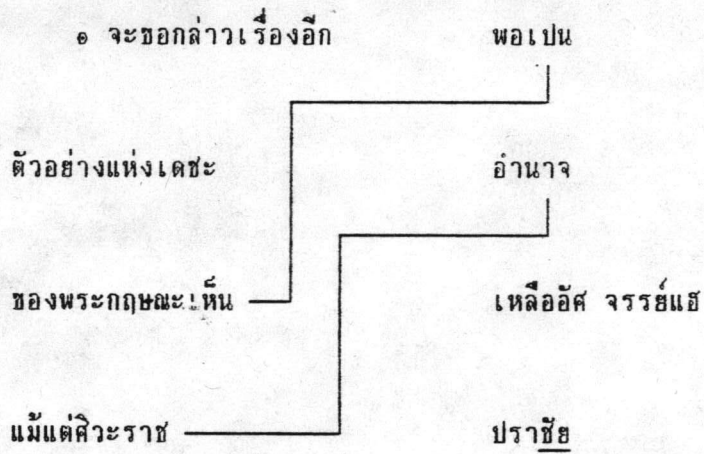 ๏ จะขอกล่าวเรื่องอีก พอเปน
ตัวอย่างแห่งเดชะ อำนาจ
ของพระกฤษณะเห็น เหลืออัศ จรรย์แฮ
แม้แต่ศิวะราช ปราชัย